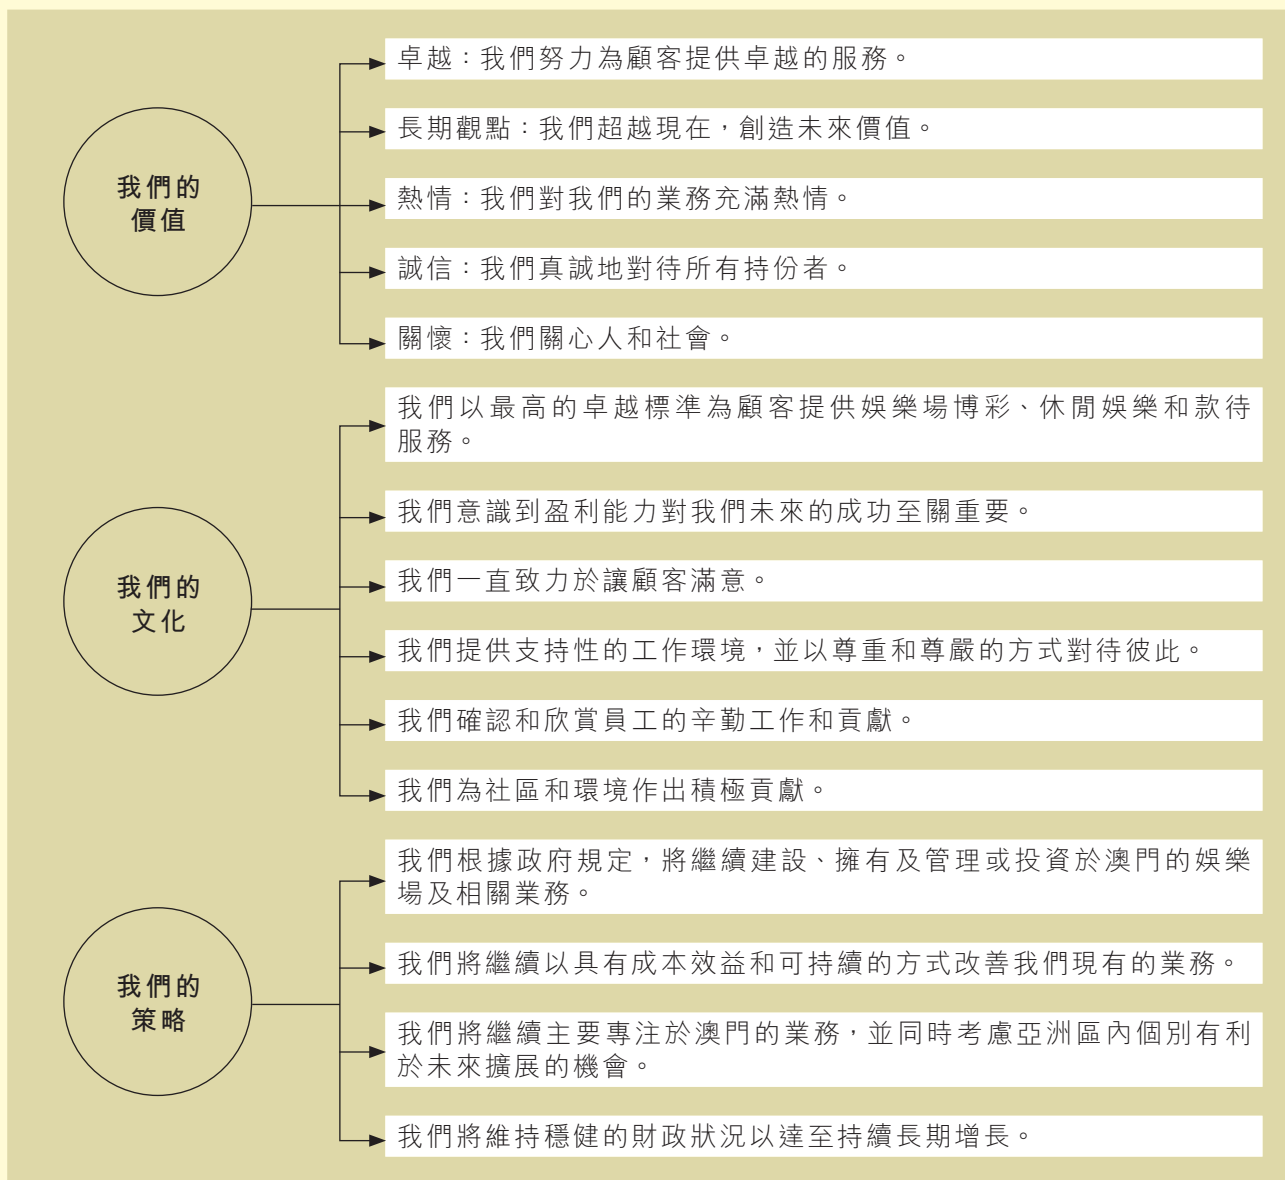 我們的
價值
卓越：我們努力為顧客提供卓越的服務。
長期觀點：我們超越現在，創造未來價值。
熱情：我們對我們的業務充滿熱情。
誠信：我們真誠地對待所有持份者。
關懷：我們關心人和社會。
我們的
文化
我們以最高的卓越標準為顧客提供娛樂場博彩、休閒娛樂和款待
服務。
我們意識到盈利能力對我們未來的成功至關重要。
我們一直致力於讓顧客滿意。
我們提供支持性的工作環境，並以尊重和尊嚴的方式對待彼此。
我們確認和欣賞員工的辛勤工作和貢獻。
我們為社區和環境作出積極貢獻。
我們的
策略
我們根據政府規定，將繼續建設、擁有及管理或投資於澳門的娛樂
場及相關業務。
我們將繼續以具有成本效益和可持續的方式改善我們現有的業務。
我們將繼續主要專注於澳門的業務，並同時考慮亞洲區內個別有利
於未來擴展的機會。
我們將維持穩健的財政狀況以達至持續長期增長。